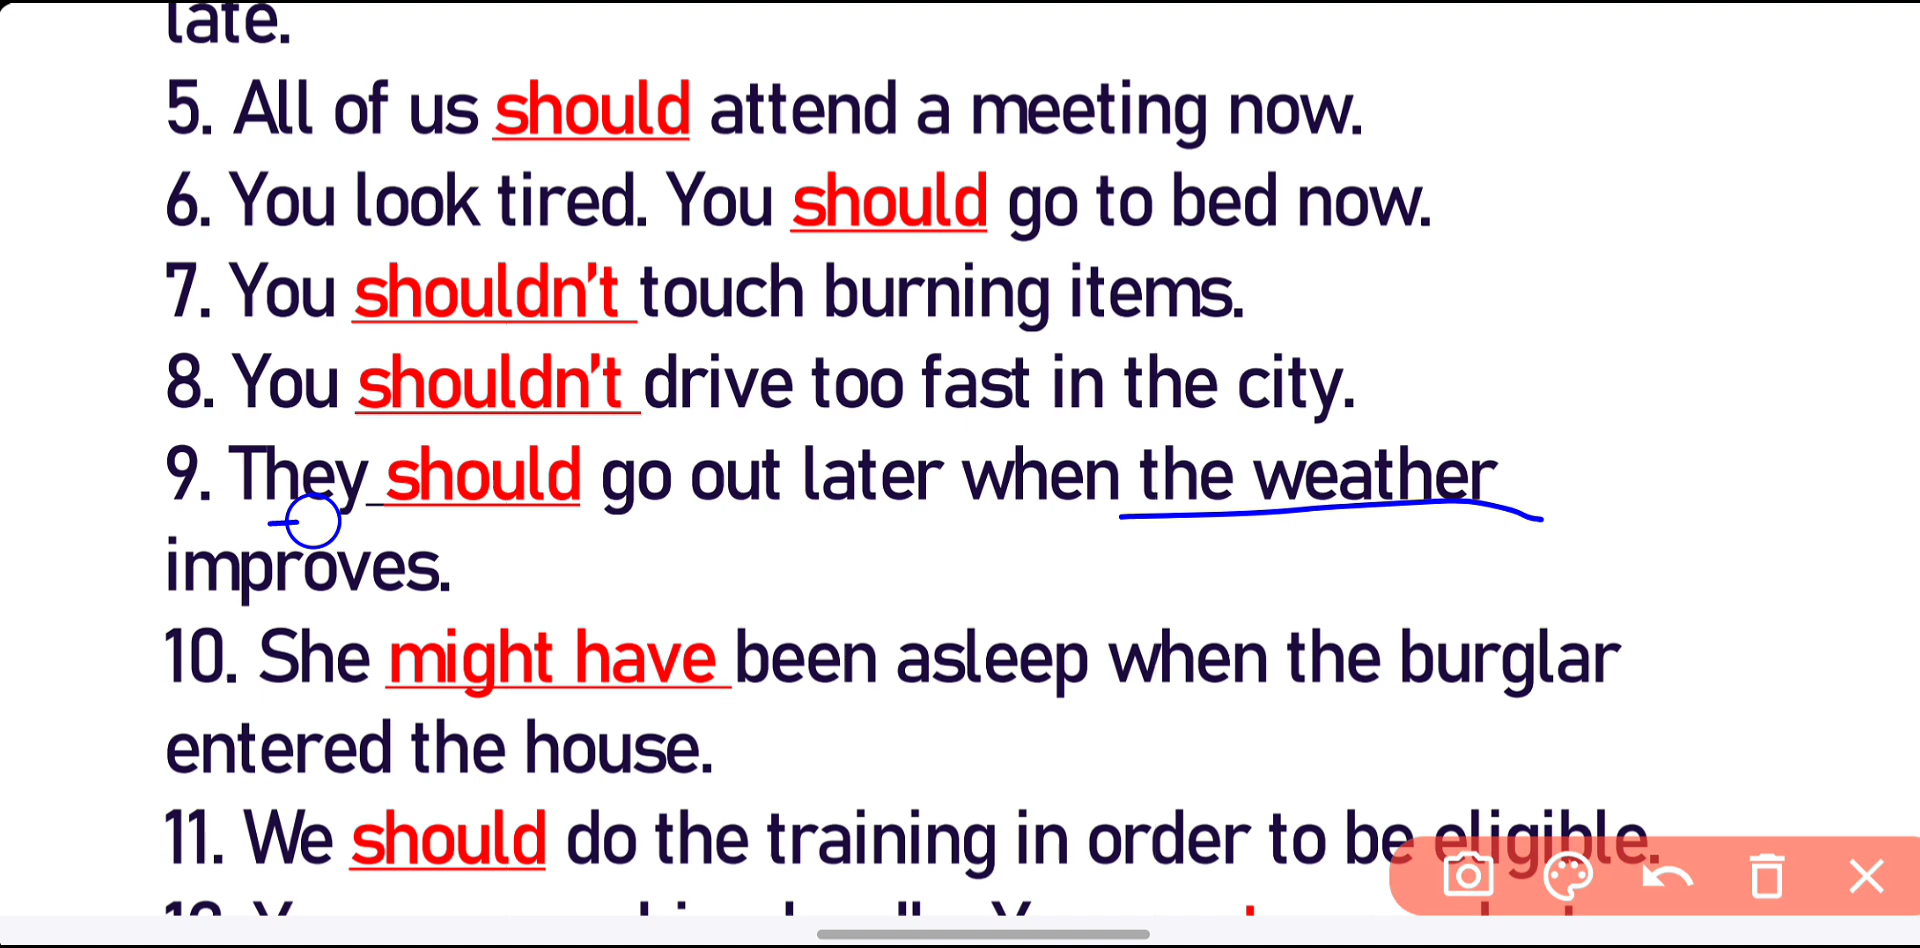 late.
5. All of us should attend a meeting now.
6. You look tired. You should go to bed now.
7. You shouldn't touch burning items.
8. You shouldn't drive too fast in the city.
9. They should go out later when the weather
improves.
10. She might have been asleep when the burglar
entered the house.
11. We should do the training in order to be eligible.